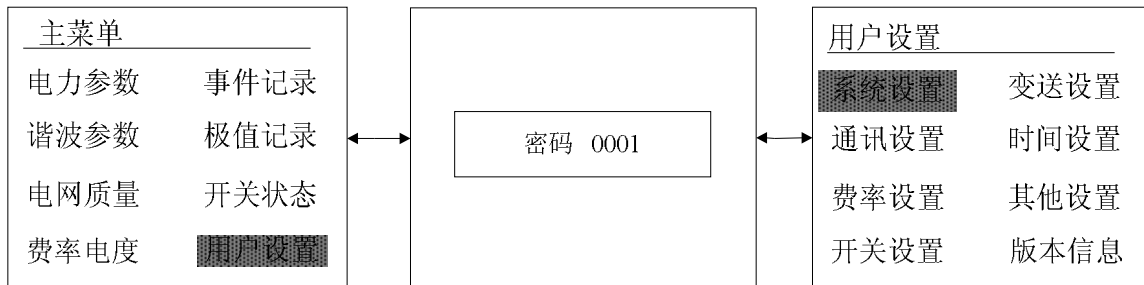 主菜单
电力参数 事件记录
谐波参数 极值记录
电网质量 开关状态
费率电度 用户设置
密码 0001
用户设置
系统设置 变送设置
通讯设置 时间设置
费率设置 其他设置
开关设置 版本信息